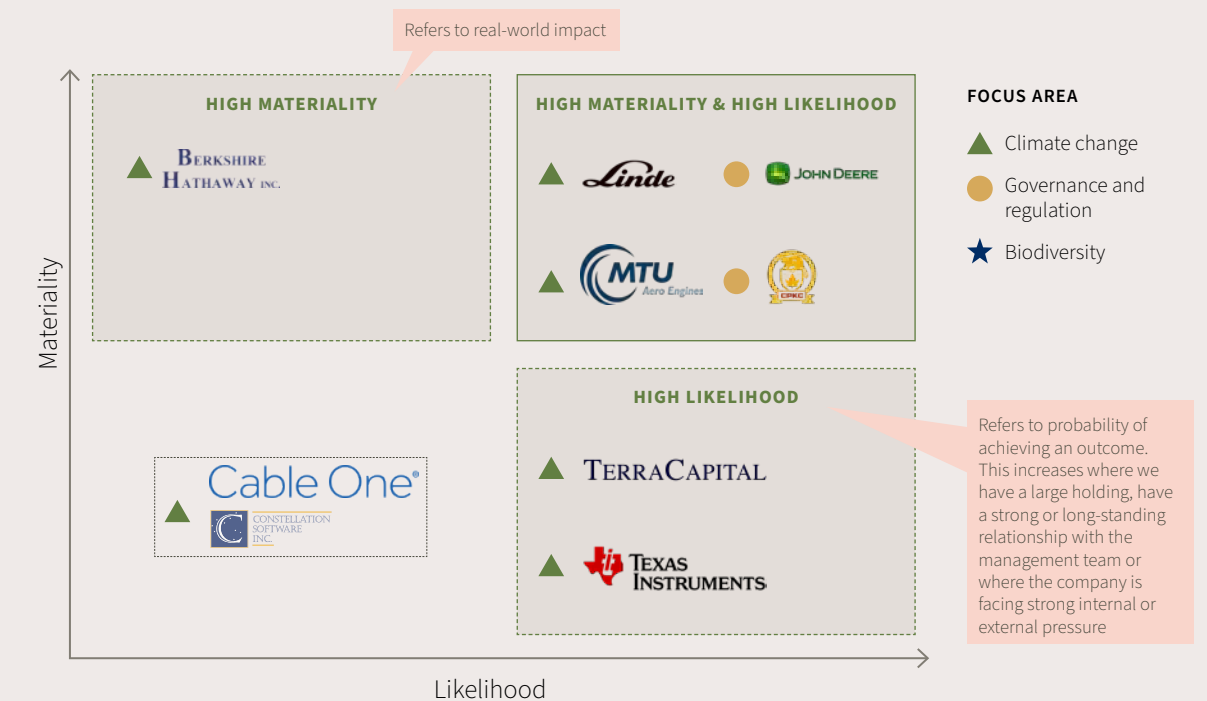 Refers to real-world impact
HIGH MATERIALITY
BERKSHIRE
HATHAWAY INC.
HIGH MATERIALITY & HIGH LIKELIHOOD
Linde
JOHN DEERE
MTU
Aero Engines
CPKC
FOCUS AREA
Climate change
Governance and
regulation
Biodiversity
Materiality
Cable One®
C
CONSTELLATION
SOFTWARE
INC.
HIGH LIKELIHOOD
TERRACAPITAL
TEXAS
INSTRUMENTS
Refers to probability of
achieving an outcome.
This increases where we
have a large holding, have
a strong or long-standing
relationship with the
management team or
where the company is
facing strong internal or
external pressure
Likelihood